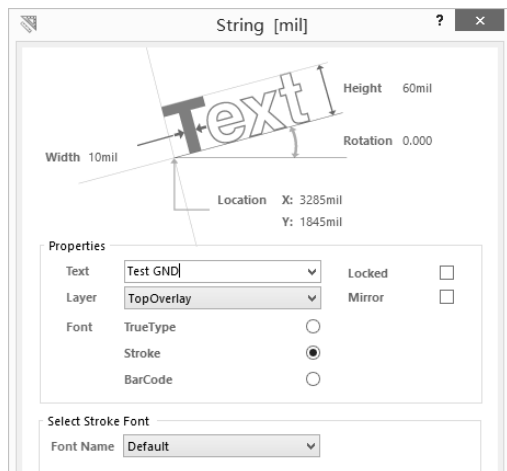 String [mil]
?
Text
Height 60mil
Rotation 0.000
Width 10mil
Location X: 3285mil
Y: 1845mil
Properties
Text Test GND Locked
Layer TopOverlay Mirror
Font TrueType
Stroke
BarCode
Select Stroke Font
Font Name Default